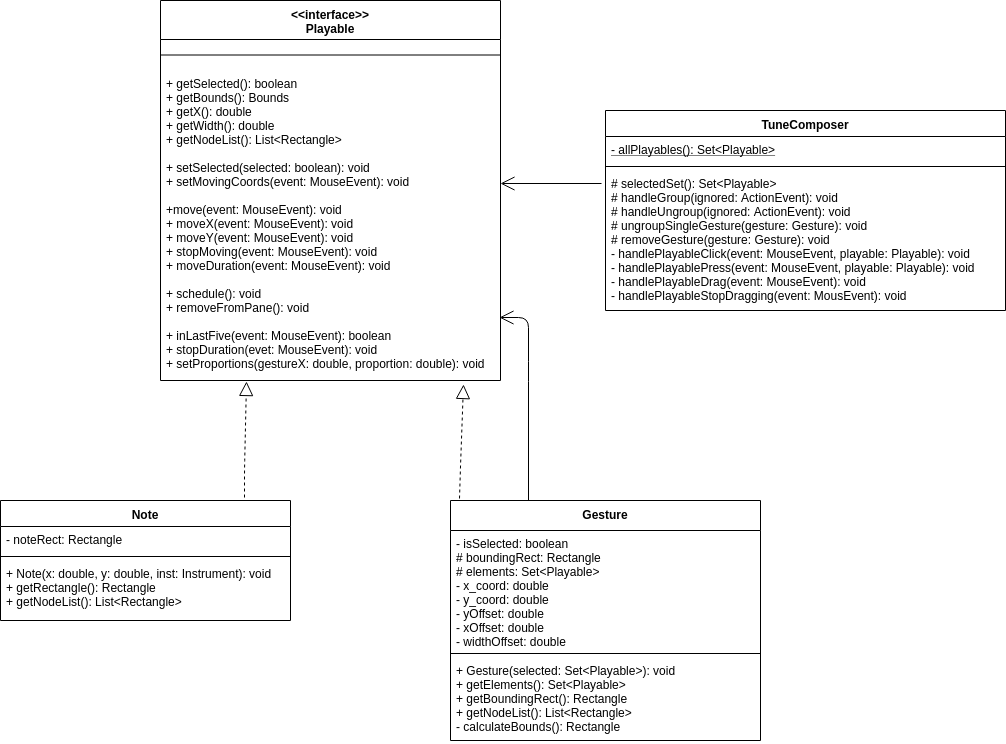 <<interface>>
Playable
+ getSelected(): boolean
+ getBounds(): Bounds
+ getX(): double
+ getWidth(): double
+ getNodeList(): List<Rectangle>
+ setSelected(selected: boolean): void
+ setMovingCoords(event: MouseEvent): void
+move(event: MouseEvent): void
+ moveX(event: MouseEvent): void
+ moveY(event: MouseEvent): void
+ stopMoving(event: MouseEvent): void
+ moveDuration(event: MouseEvent): void
+ schedule(): void
+ removeFromPane(): void
+ inLastFive(event: MouseEvent): boolean
+ stopDuration(evet: MouseEvent): void
+ setProportions(gestureX: double, proportion: double): void
TuneComposer
- allPlayables(): Set<Playable>
# selectedSet(): Set<Playable>
# handleGroup(ignored: ActionEvent): void
# handleUngroup(ignored: ActionEvent): void
# ungroupSingleGesture(gesture: Gesture): void
# removeGesture(gesture: Gesture): void
- handlePlayableClick(event: MouseEvent, playable: Playable): void
- handlePlayablePress(event: MouseEvent, playable: Playable): void
- handlePlayableDrag(event: MouseEvent): void
- handlePlayableStopDragging(event: MousEvent): void
Note
- noteRect: Rectangle
+ Note(x: double, y: double, inst: Instrument): void
+ getRectangle(): Rectangle
+ getNodeList(): List<Rectangle>
Gesture
- isSelected: boolean
# boundingRect: Rectangle
# elements: Set<Playable>
- x_coord: double
- y_coord: double
- yOffset: double
- xOffset: double
- widthOffset: double
+ Gesture(selected: Set<Playable>): void
+ getElements(): Set<Playable>
+ getBoundingRect(): Rectangle
+ getNodeList(): List<Rectangle>
- calculateBounds(): Rectangle